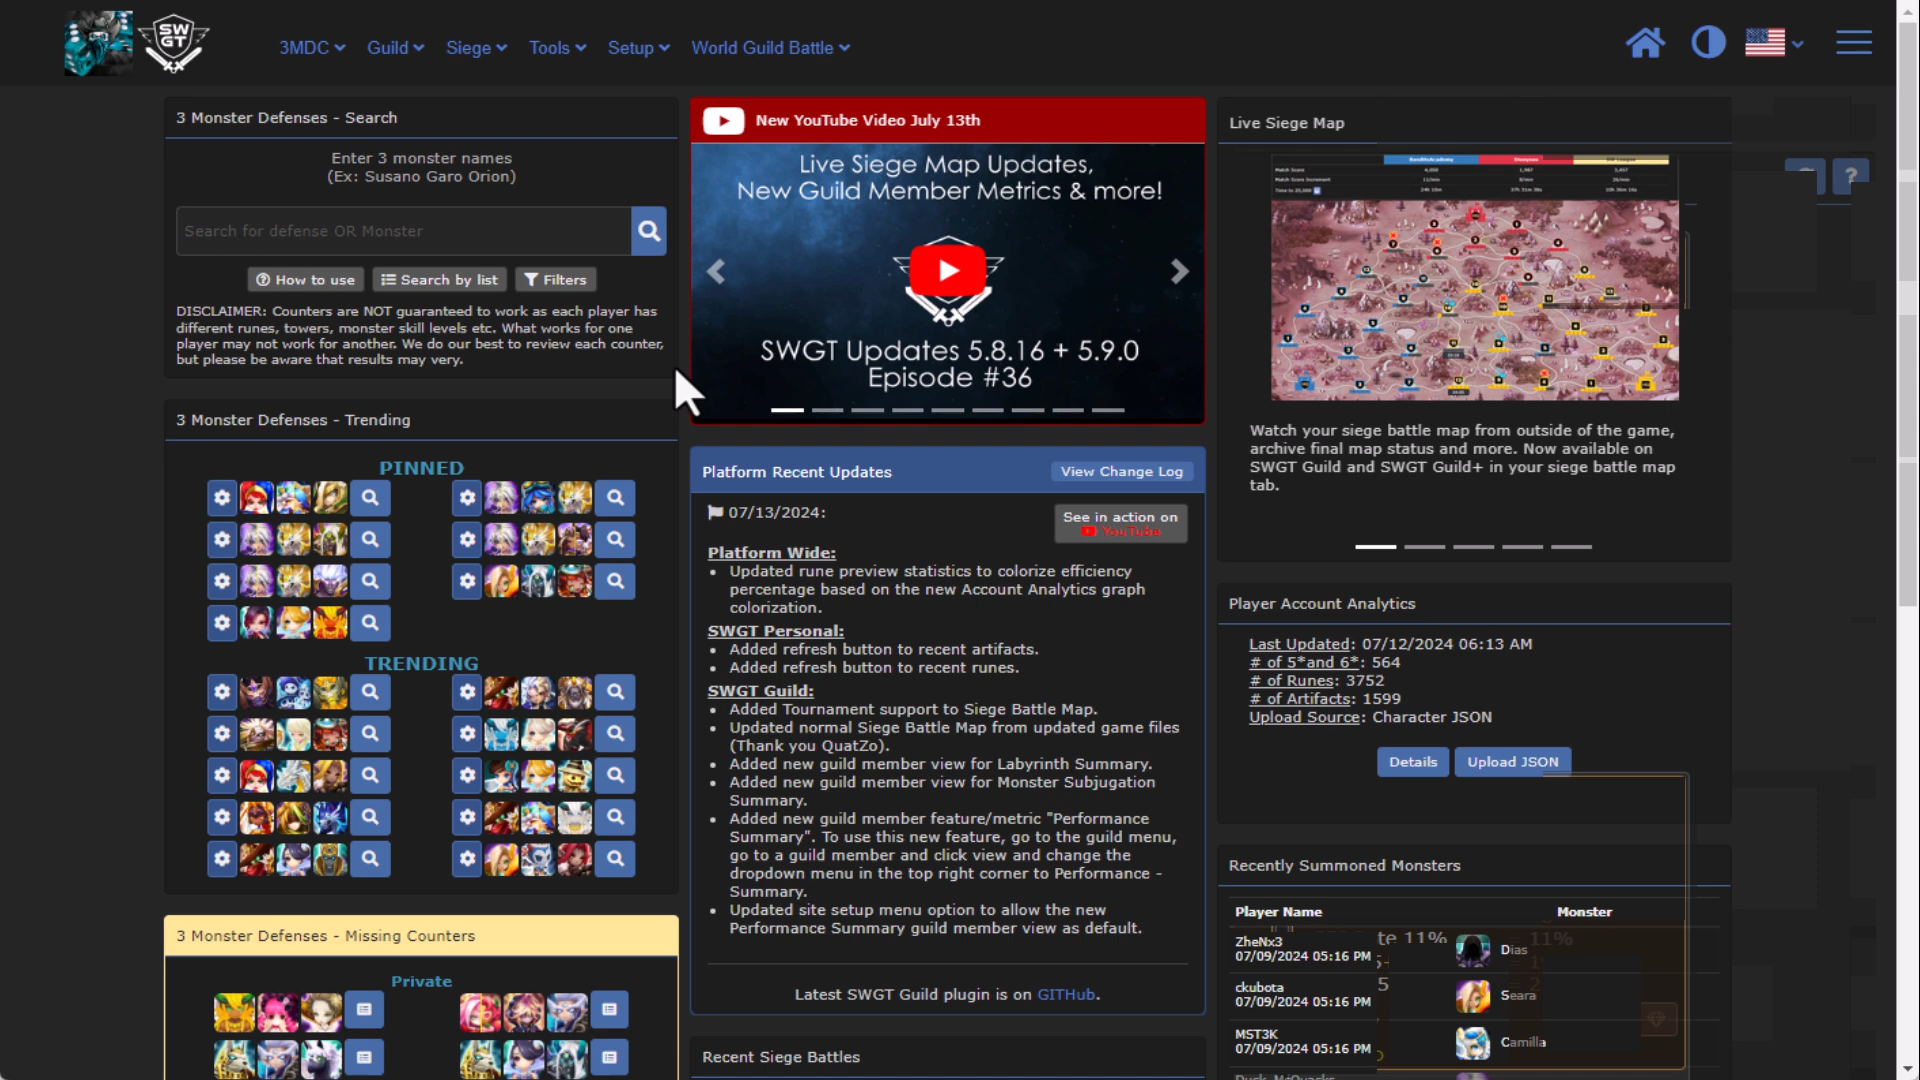 SW
GT
3MDC
Guild
Siege
Tools
Setup
World Guild Battle
3 Monster Defenses - Search
Enter 3 monster names
(Ex: Susano Garo Orion)
Search for defense OR Monster
How to use
Search by list
Filters
DISCLAIMER: Counters are NOT guaranteed to work as each player has
different runes, towers, monster skill levels etc. What works for one
player may not work for another. We do our best to review each counter,
but please be aware that results may very.
3 Monster Defenses - Trending
PINNED
TRENDING
3 Monster Defenses - Missing Counters
Private
New YouTube Video July 13th
Live Siege Map Updates,
New Guild Member Metrics & more!
SWGT Updates 5.8.16 + 5.9.0
Episode #36
Platform Recent Updates
View Change Log
07/13/2024:
See in action on
YouTube
Platform Wide:
• Updated rune preview statistics to colorize efficiency
percentage based on the new Account Analytics graph
colorization.
SWGT Personal:
• Added refresh button to recent artifacts.
• Added refresh button to recent runes.
SWGT Guild:
• Added Tournament support to Siege Battle Map.
• Updated normal Siege Battle Map from updated game files
(Thank you QuatZo).
• Added new guild member view for Labyrinth Summary.
• Added new guild member view for Monster Subjugation
Summary.
• Added new guild member feature/metric "Performance
Summary". To use this new feature, go to the guild menu,
go to a guild member and click view and change the
dropdown menu in the top right corner to Performance -
Summary.
• Updated site setup menu option to allow the new
Performance Summary guild member view as default.
Latest SWGT Guild plugin is on GITHub.
Recent Siege Battles
Live Siege Map
Watch your siege battle map from outside of the game,
archive final map status and more. Now available on
SWGT Guild and SWGT Guild+ in your siege battle map
tab.
Player Account Analytics
Last Updated: 07/12/2024 06:13 AM
# of 5*and 6*: 564
# of Runes: 3752
# of Artifacts: 1599
Upload Source: Character JSON
Details
Upload JSON
Recently Summoned Monsters
Player Name
Monster
ZheNx3
07/09/2024 05:16 PM
Dias
ckubota
07/09/2024 05:16 PM
Seara
MST3K
07/09/2024 05:16 PM
Camilla